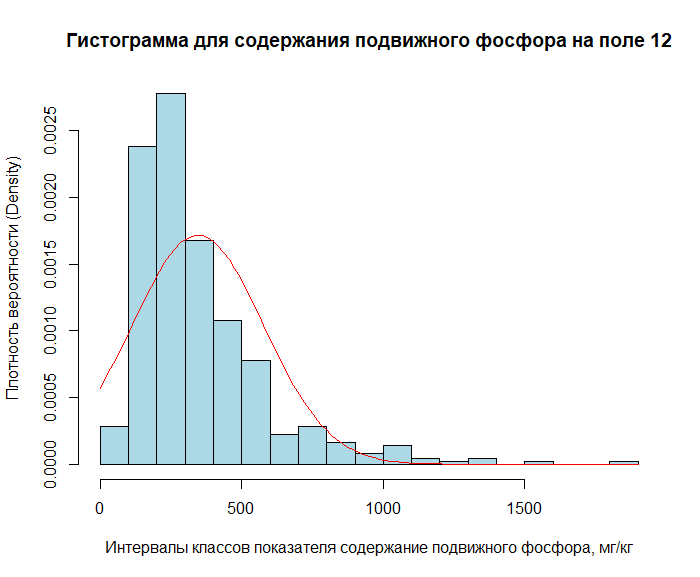 Гистограмма для содержания подвижного фосфора на поле 12
Плотность вероятности (Density)
0.0025
0.0020
0.0015
0.0010
0.0005
0.0000
0 500 1000 1500
Интервалы классов показателя содержание подвижного фосфора, мг/кг